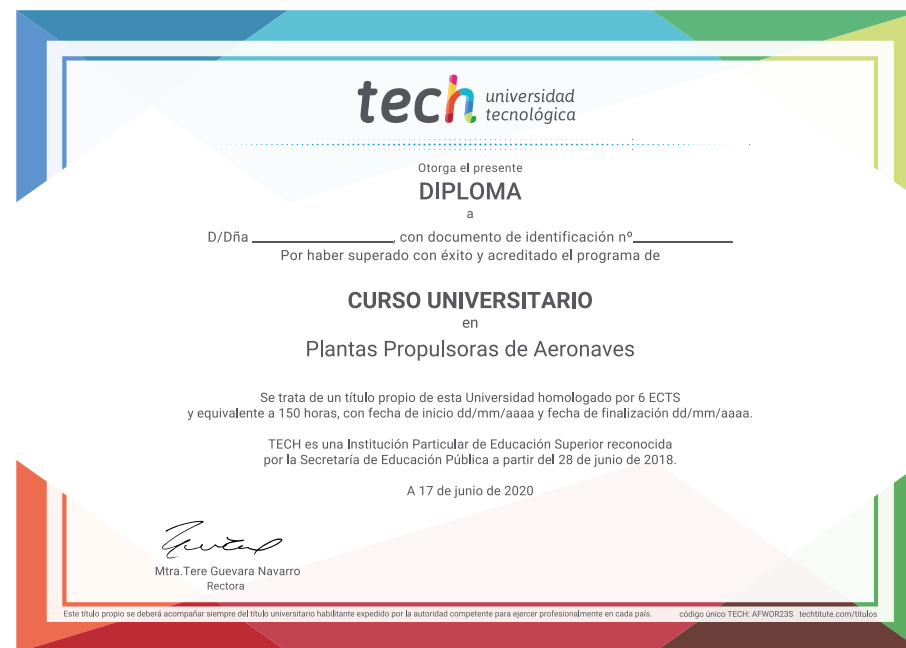 tech universidad
tecnológica
Otorga el presente
DIPLOMA
a
D/Dña ____________________, con documento de identificación nº______________
Por haber superado con éxito y acreditado el programa de
CURSO UNIVERSITARIO
en
Plantas Propulsoras de Aeronaves
Se trata de un título propio de esta Universidad homologado por 6 ECTS
y equivalente a 150 horas, con fecha de inicio dd/mm/aaaa y fecha de finalización dd/mm/aaaa.
TECH es una Institución Particular de Educación Superior reconocida
por la Secretaría de Educación Pública a partir del 28 de junio de 2018.
A 17 de junio de 2020
Mtra.Tere Guevara Navarro
Rectora
Este título propio se deberá acompañar siempre del título universitario habilitante expedido por la autoridad competente para ejercer profesionalmente en cada país. código único TECH: AFWOR23S techtitute.com/titulos